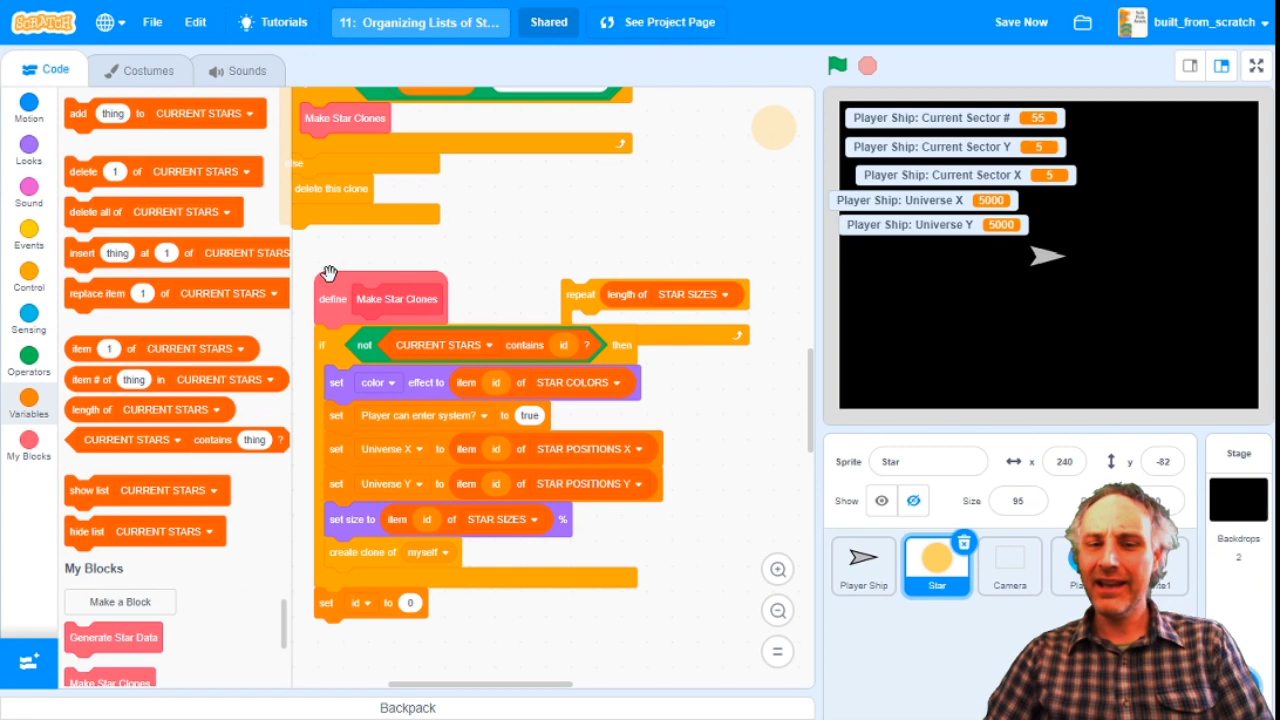 SCRATCH
File
Edit
Tutorials
11: Organizing Lists of St...
Shared
See Project Page
Save Now
built_from_scratch
Code
Costumes
Sounds
Motion
Looks
Sound
Events
Control
Sensing
Operators
Variables
My Blocks
add thing to CURRENT STARS
delete 1 of CURRENT STARS
delete all of CURRENT STARS
insert thing at 1 of CURRENT STARS
replace item 1 of CURRENT STARS
item 1 of CURRENT STARS
item # of thing in CURRENT STARS
length of CURRENT STARS
CURRENT STARS contains thing ?
show list CURRENT STARS
hide list CURRENT STARS
My Blocks
Make a Block
Generate Star Data
Make Star Clones
Make Star Clones
else
delete this clone
define Make Star Clones
repeat length of STAR SIZES
if not CURRENT STARS contains id ? then
set color effect to item id of STAR COLORS
set Player can enter system? to true
set Universe X to item id of STAR POSITIONS X
set Universe Y to item id of STAR POSITIONS Y
set size to item id of STAR SIZES %
create clone of myself
set id to 0
Player Ship: Current Sector # 55
Player Ship: Current Sector Y 5
Player Ship: Current Sector X 5
Player Ship: Universe X 5000
Player Ship: Universe Y 5000
Sprite Star x 240 y -82
Show Size 95
Player Ship
Star
Camera
Stage
Backdrops
2
Backpack